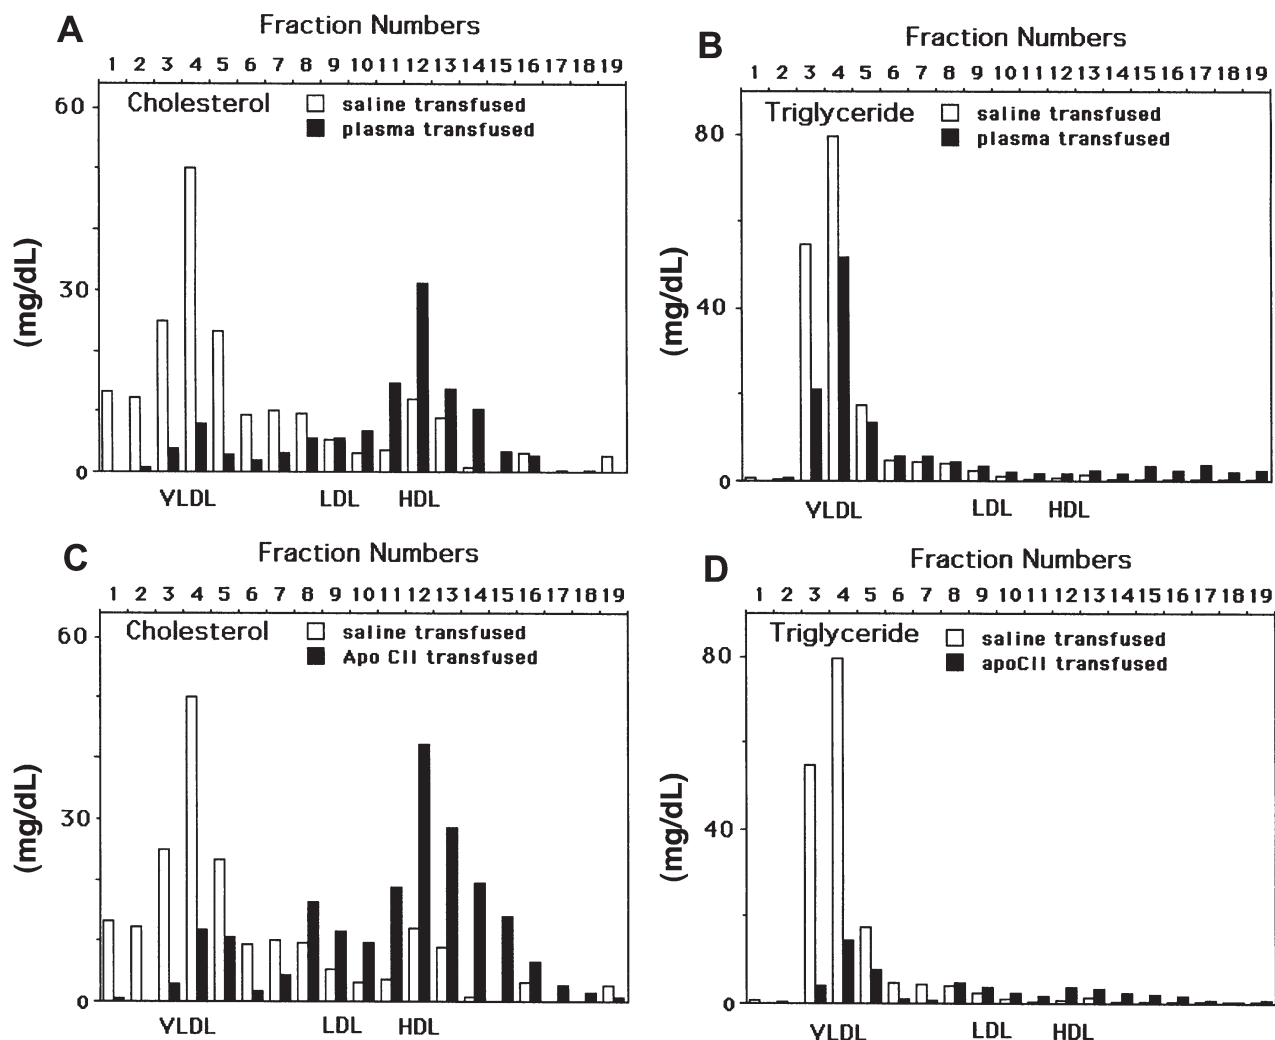 A
Fraction Numbers
1 2 3 4 5 6 7 8 9 10 11 12 13 14 15 16 17 18 19
Cholesterol
saline transfused
plasma transfused
60
30
0
(mg/dL)
VLDL LDL HDL
B
Fraction Numbers
1 2 3 4 5 6 7 8 9 10 11 12 13 14 15 16 17 18 19
Triglyceride
saline transfused
plasma transfused
80
40
0
(mg/dL)
VLDL LDL HDL
C
Fraction Numbers
1 2 3 4 5 6 7 8 9 10 11 12 13 14 15 16 17 18 19
Cholesterol
saline transfused
Apo CII transfused
60
30
0
(mg/dL)
VLDL LDL HDL
D
Fraction Numbers
1 2 3 4 5 6 7 8 9 10 11 12 13 14 15 16 17 18 19
Triglyceride
saline transfused
apoCII transfused
80
40
0
(mg/dL)
VLDL LDL HDL